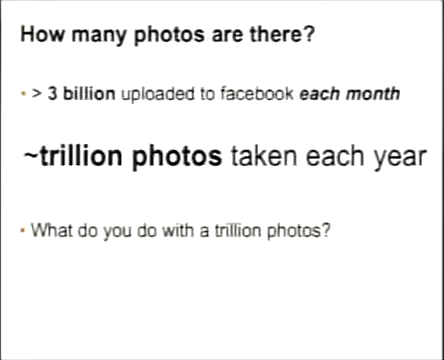 How many photos are there?
• > 3 billion uploaded to facebook each month
~trillion photos taken each year
• What do you do with a trillion photos?